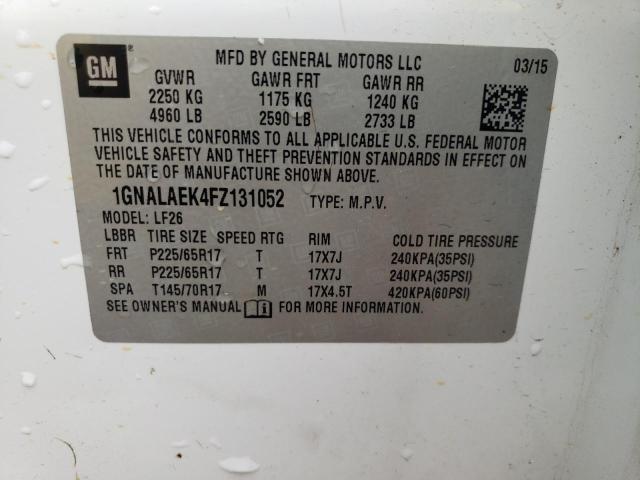 GM
MFD BY GENERAL MOTORS LLC 03/15
GVWR GAWR FRT GAWR RR
2250 KG 1175 KG 1240 KG
4960 LB 2590 LB 2733 LB
THIS VEHICLE CONFORMS TO ALL APPLICABLE U.S. FEDERAL MOTOR
VEHICLE SAFETY AND THEFT PREVENTION STANDARDS IN EFFECT ON
THE DATE OF MANUFACTURE SHOWN ABOVE.
1GNALAEK4FZ131052 TYPE: M.P.V.
MODEL: LF26
LBBR TIRE SIZE SPEED RTG RIM COLD TIRE PRESSURE
FRT P225/65R17 T 17X7J 240KPA(35PSI)
RR P225/65R17 T 17X7J 240KPA(35PSI)
SPA T145/70R17 M 17X4.5T 420KPA(60PSI)
SEE OWNER'S MANUAL FOR MORE INFORMATION.